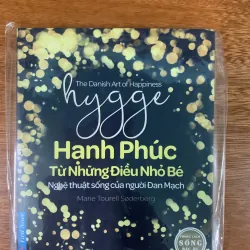 The Danish Art of Happiness
hygge
Hạnh Phúc
Từ Những Điều Nhỏ Bé
Nghệ thuật sống của người Đan Mạch
Marie Tourell Søderberg
SỐNG